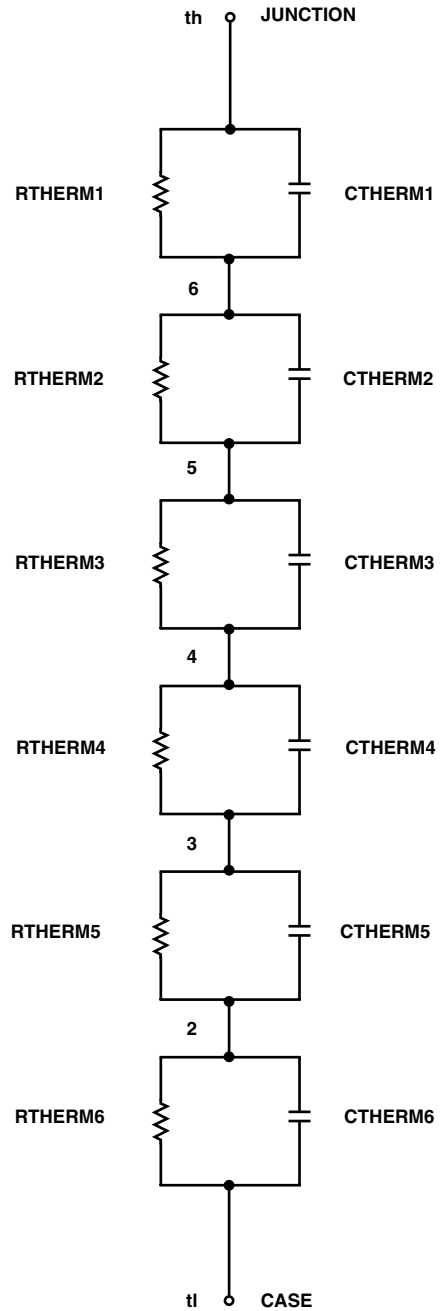 th JUNCTION
RTHERM1 CTHERM1
6
RTHERM2 CTHERM2
5
RTHERM3 CTHERM3
4
RTHERM4 CTHERM4
3
RTHERM5 CTHERM5
2
RTHERM6 CTHERM6
tl CASE